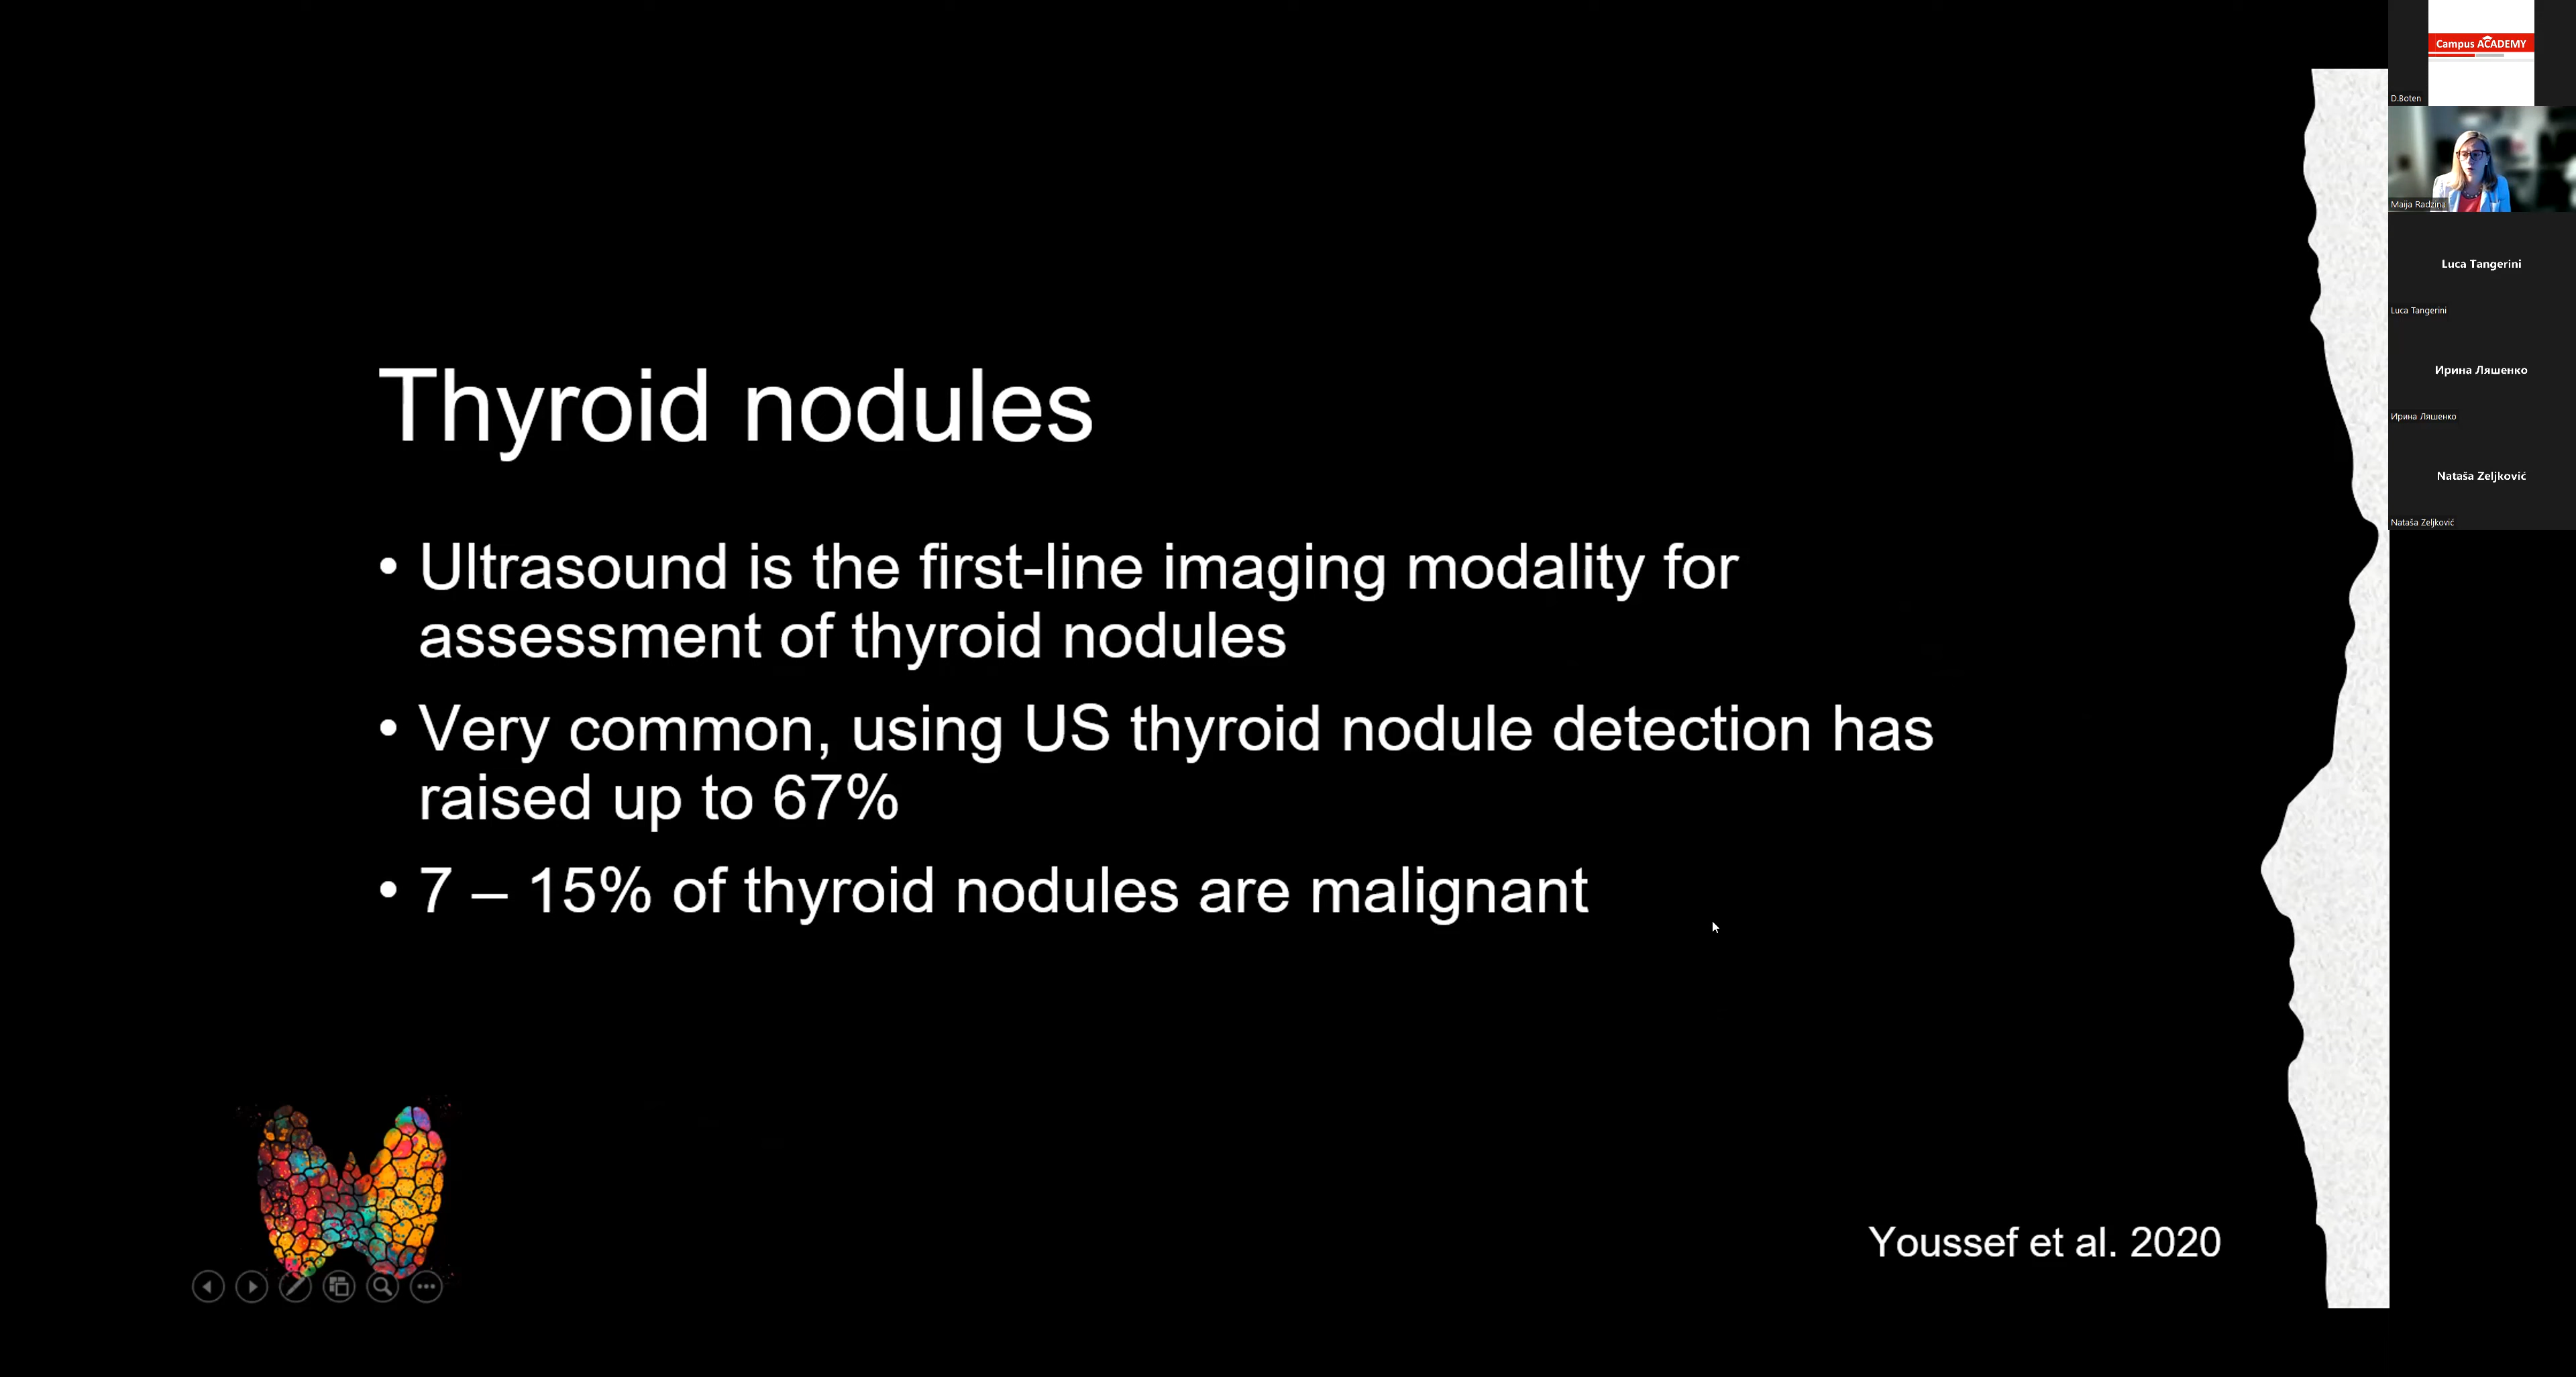 Thyroid nodules
• Ultrasound is the first-line imaging modality for
assessment of thyroid nodules
• Very common, using US thyroid nodule detection has
raised up to 67%
• 7 – 15% of thyroid nodules are malignant
Youssef et al. 2020
Campus ACADEMY
D.Boten
Maija Radzina
Luca Tangerini
Luca Tangerini
Ирина Ляшенко
Ирина Ляшенко
Nataša Zeljković
Nataša Zeljković